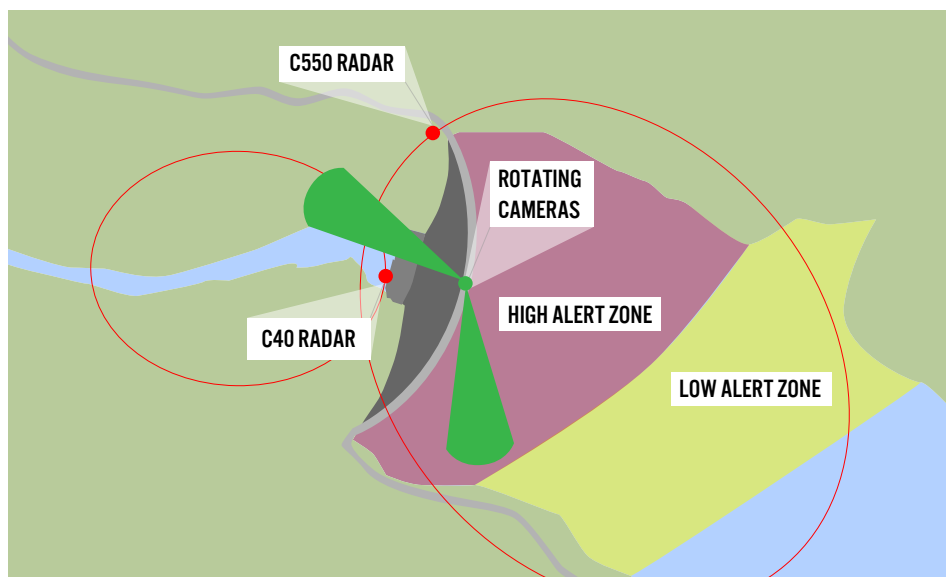 C550 RADAR
ROTATING
CAMERAS
HIGH ALERT ZONE
C40 RADAR
LOW ALERT ZONE